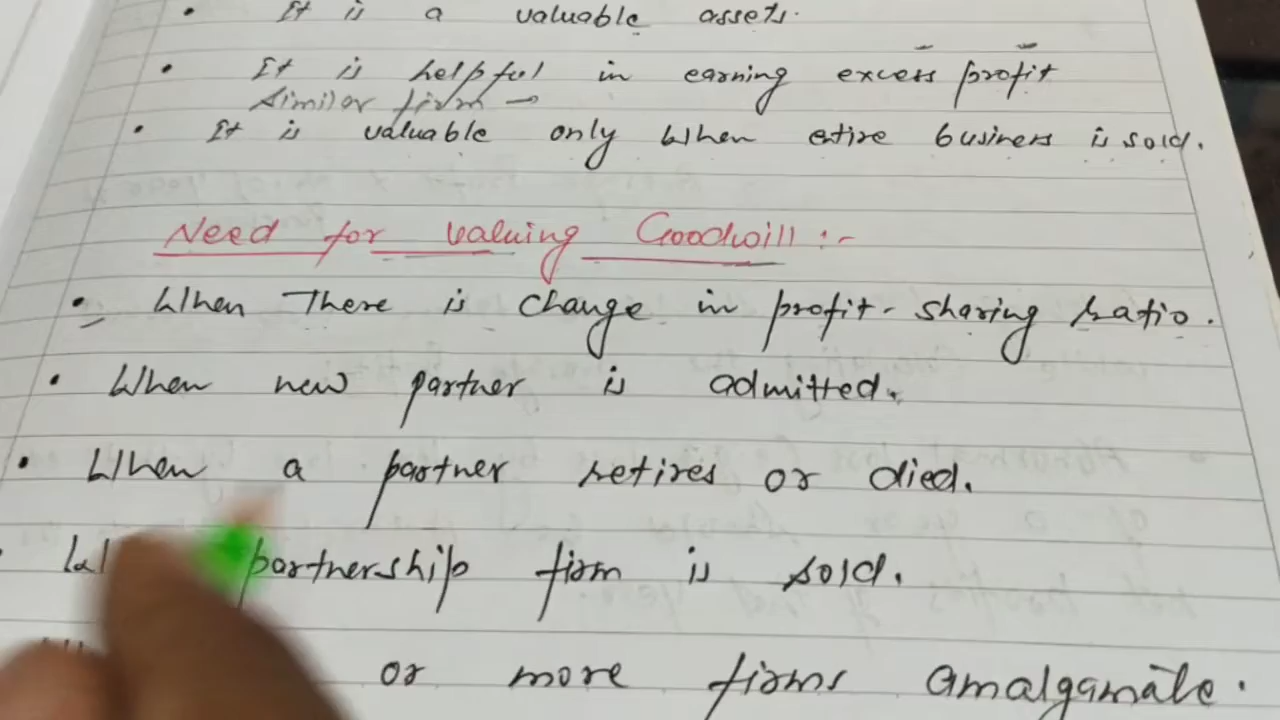 • It is a valuable assets.
• It is helpful in earning excess profit
similar firm →
• It is valuable only when entire business is sold.
Need for valuing Goodwill :-
• When There is change in profit-sharing ratio.
• When new partner is admitted.
• When a partner retires or died.
partnership firm is sold.
or more firms amalgamate.